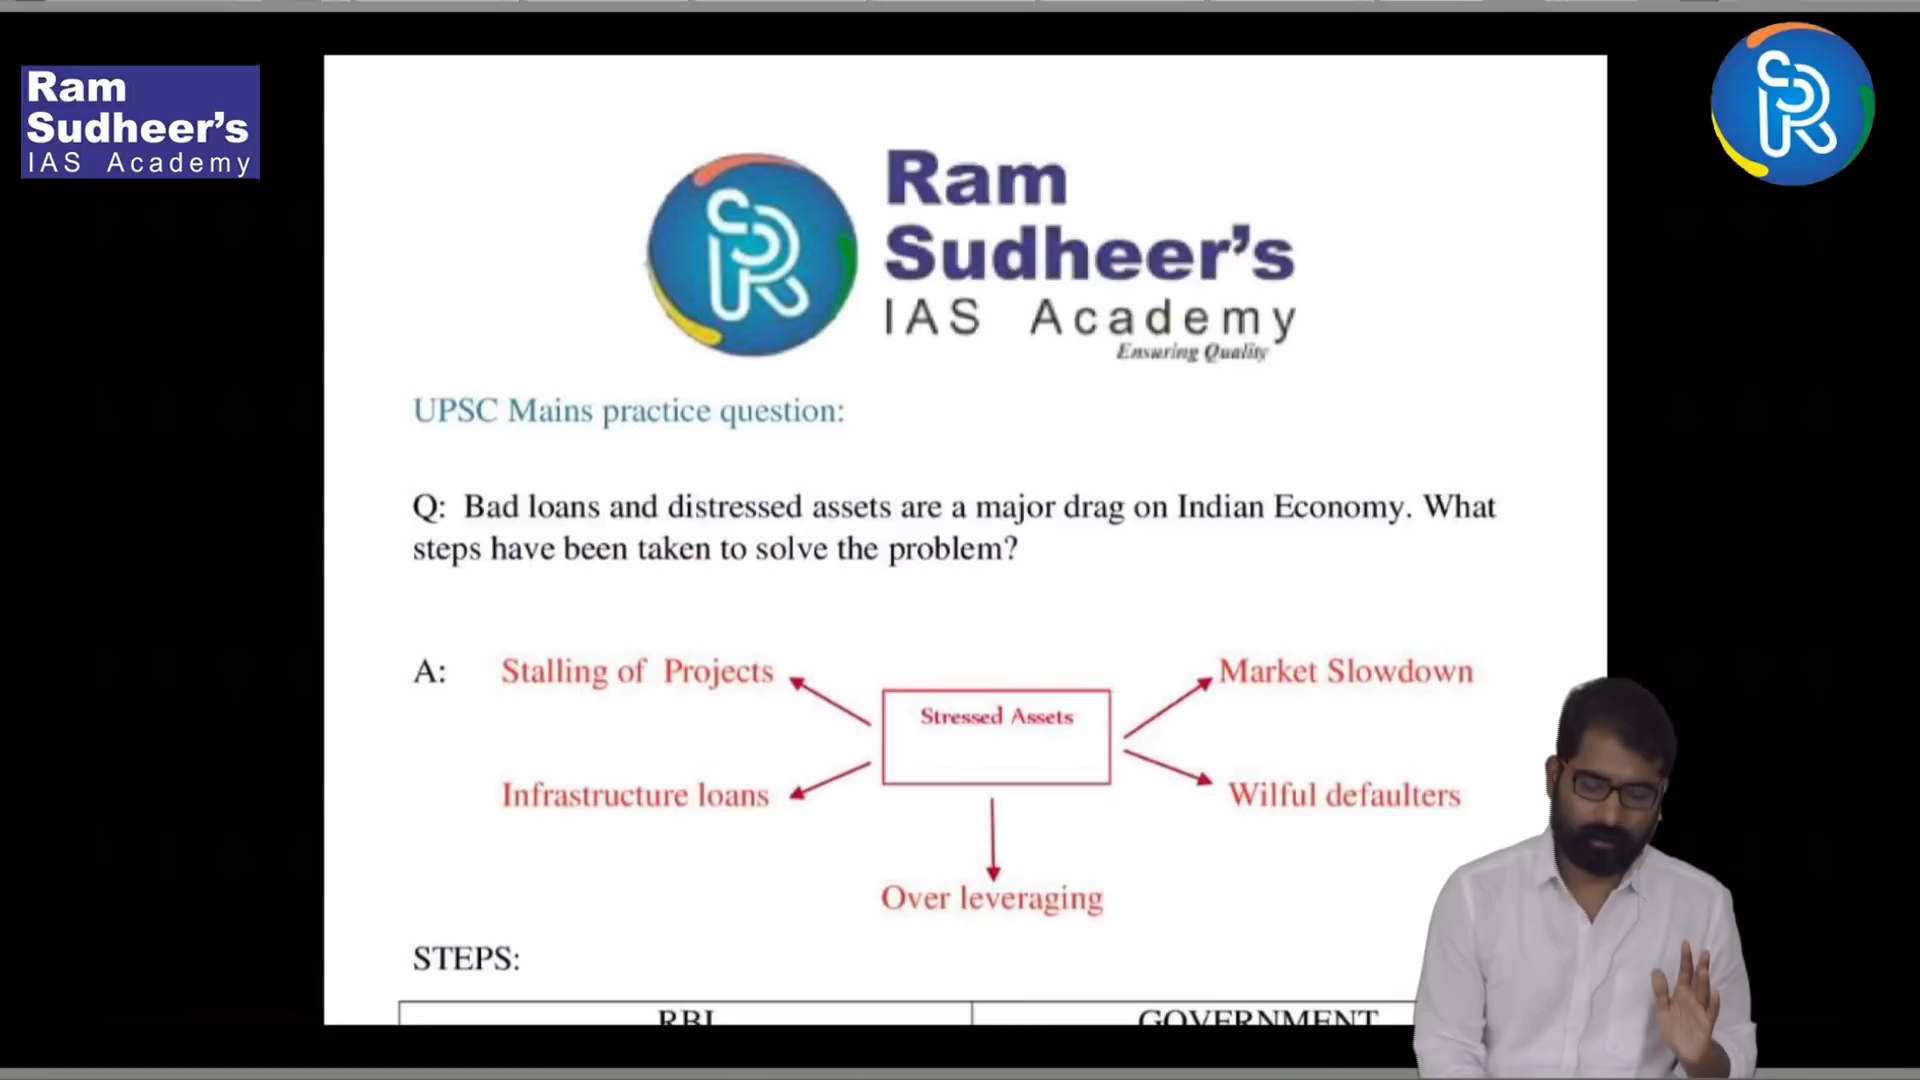 Ram
Sudheer's
IAS Academy
Ram
Sudheer's
IAS Academy
Ensuring Quality
UPSC Mains practice question:
Q: Bad loans and distressed assets are a major drag on Indian Economy. What
steps have been taken to solve the problem?
A: Stalling of Projects
Market Slowdown
Stressed Assets
Infrastructure loans
Wilful defaulters
Over leveraging
STEPS:
RBI
GOVERNMENT